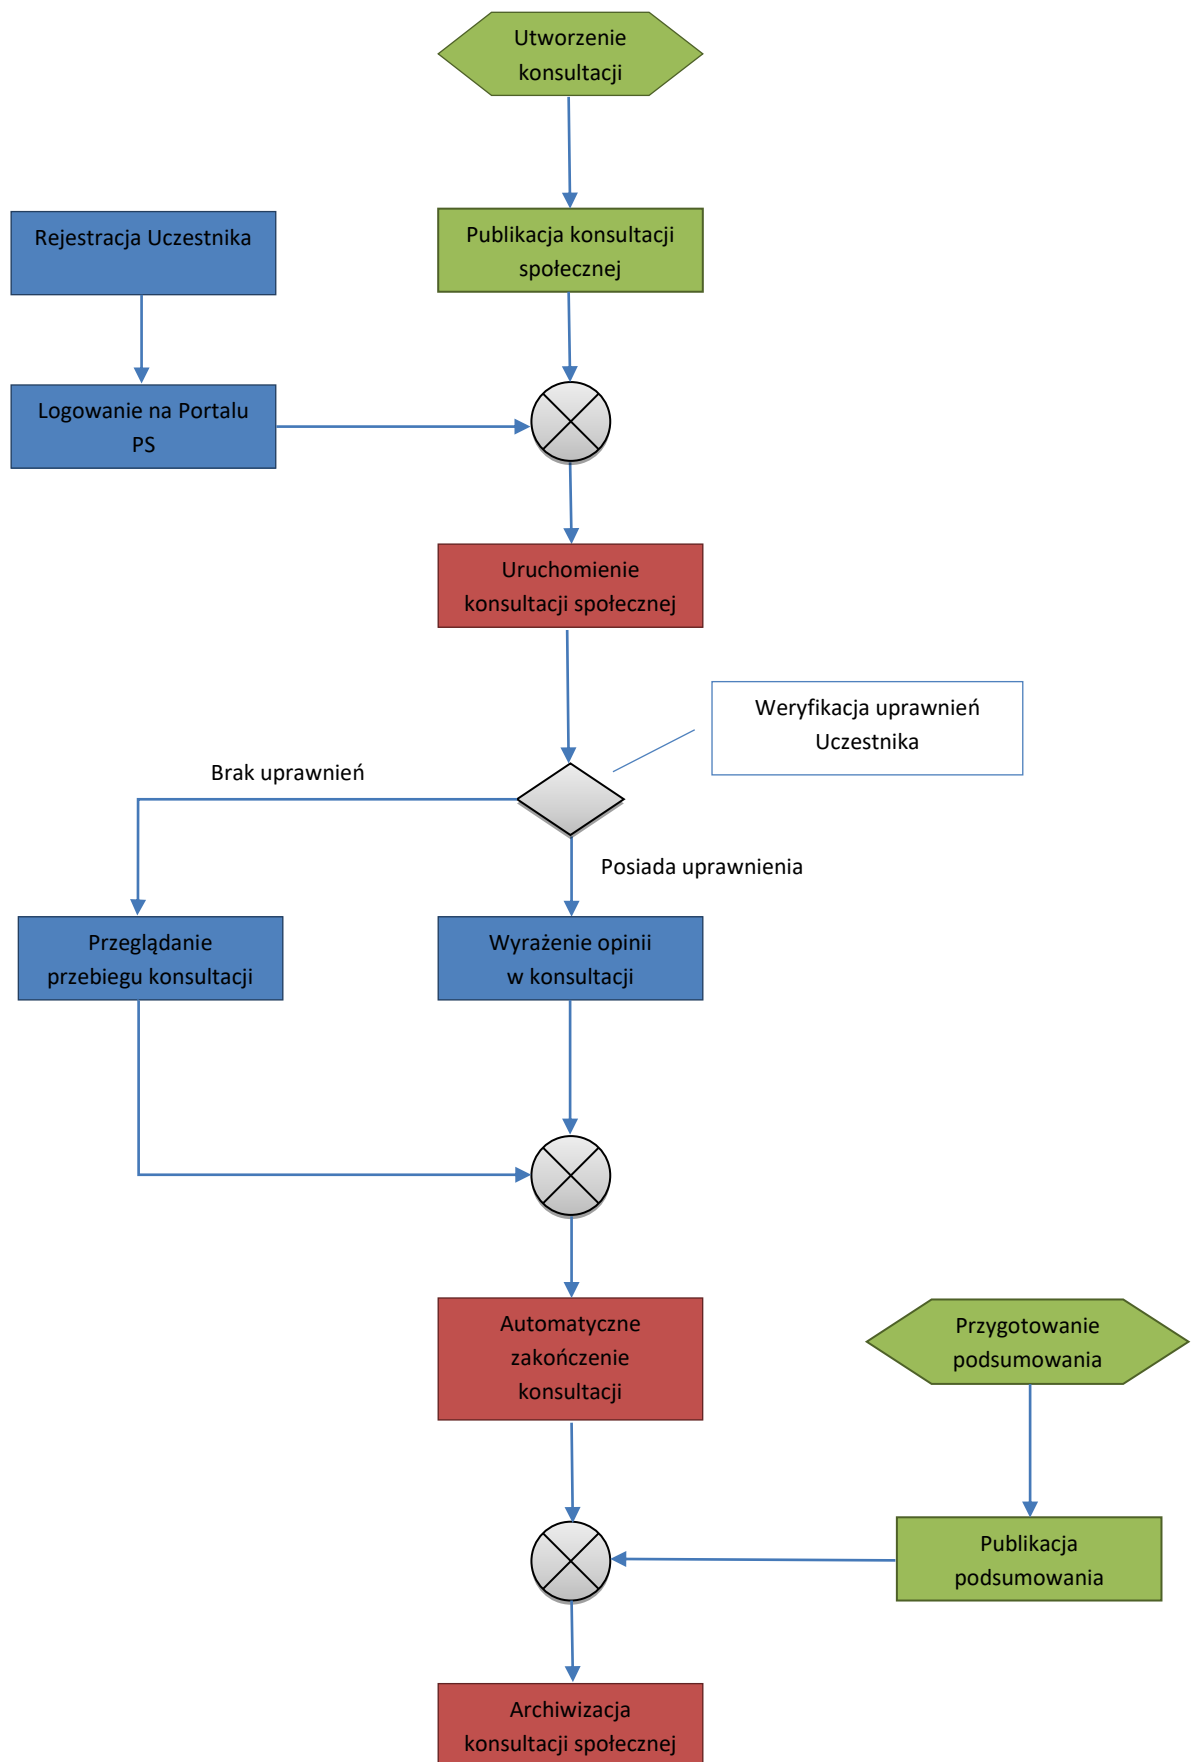 Utworzenie
konsultacji
Rejestracja Uczestnika
Publikacja konsultacji
społecznej
Logowanie na Portalu
PS
Uruchomienie
konsultacji społecznej
Weryfikacja uprawnień
Uczestnika
Brak uprawnień
Posiada uprawnienia
Przeglądanie
przebiegu konsultacji
Wyrażenie opinii
w konsultacji
Automatyczne
zakończenie
konsultacji
Przygotowanie
podsumowania
Publikacja
podsumowania
Archiwizacja
konsultacji społecznej